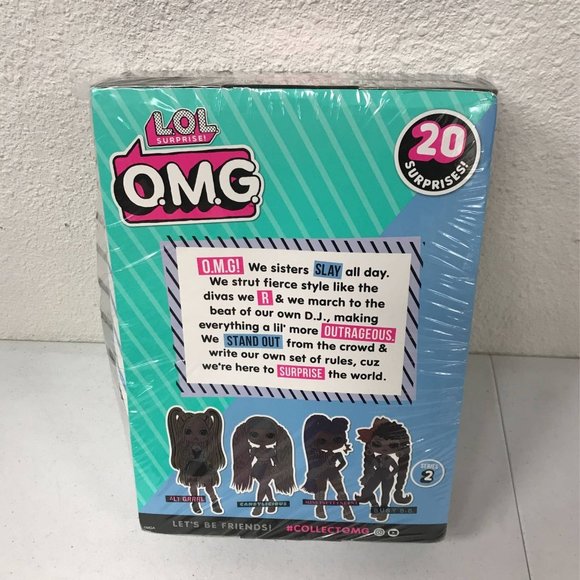 L.O.L
SURPRISE!
O.M.G.
20
SURPRISES!
O.M.G! We sisters SLAY all day.
We strut fierce style like the
divas we R & we march to the
beat of our own D.J., making
everything a lil' more OUTRAGEOUS.
We STAND OUT from the crowd &
write our own set of rules, cuz
we're here to SURPRISE the world.
CANDYLICIOUS
BUSY B.B.
SERIES
2
LET'S BE FRIENDS! #COLLECTOMG